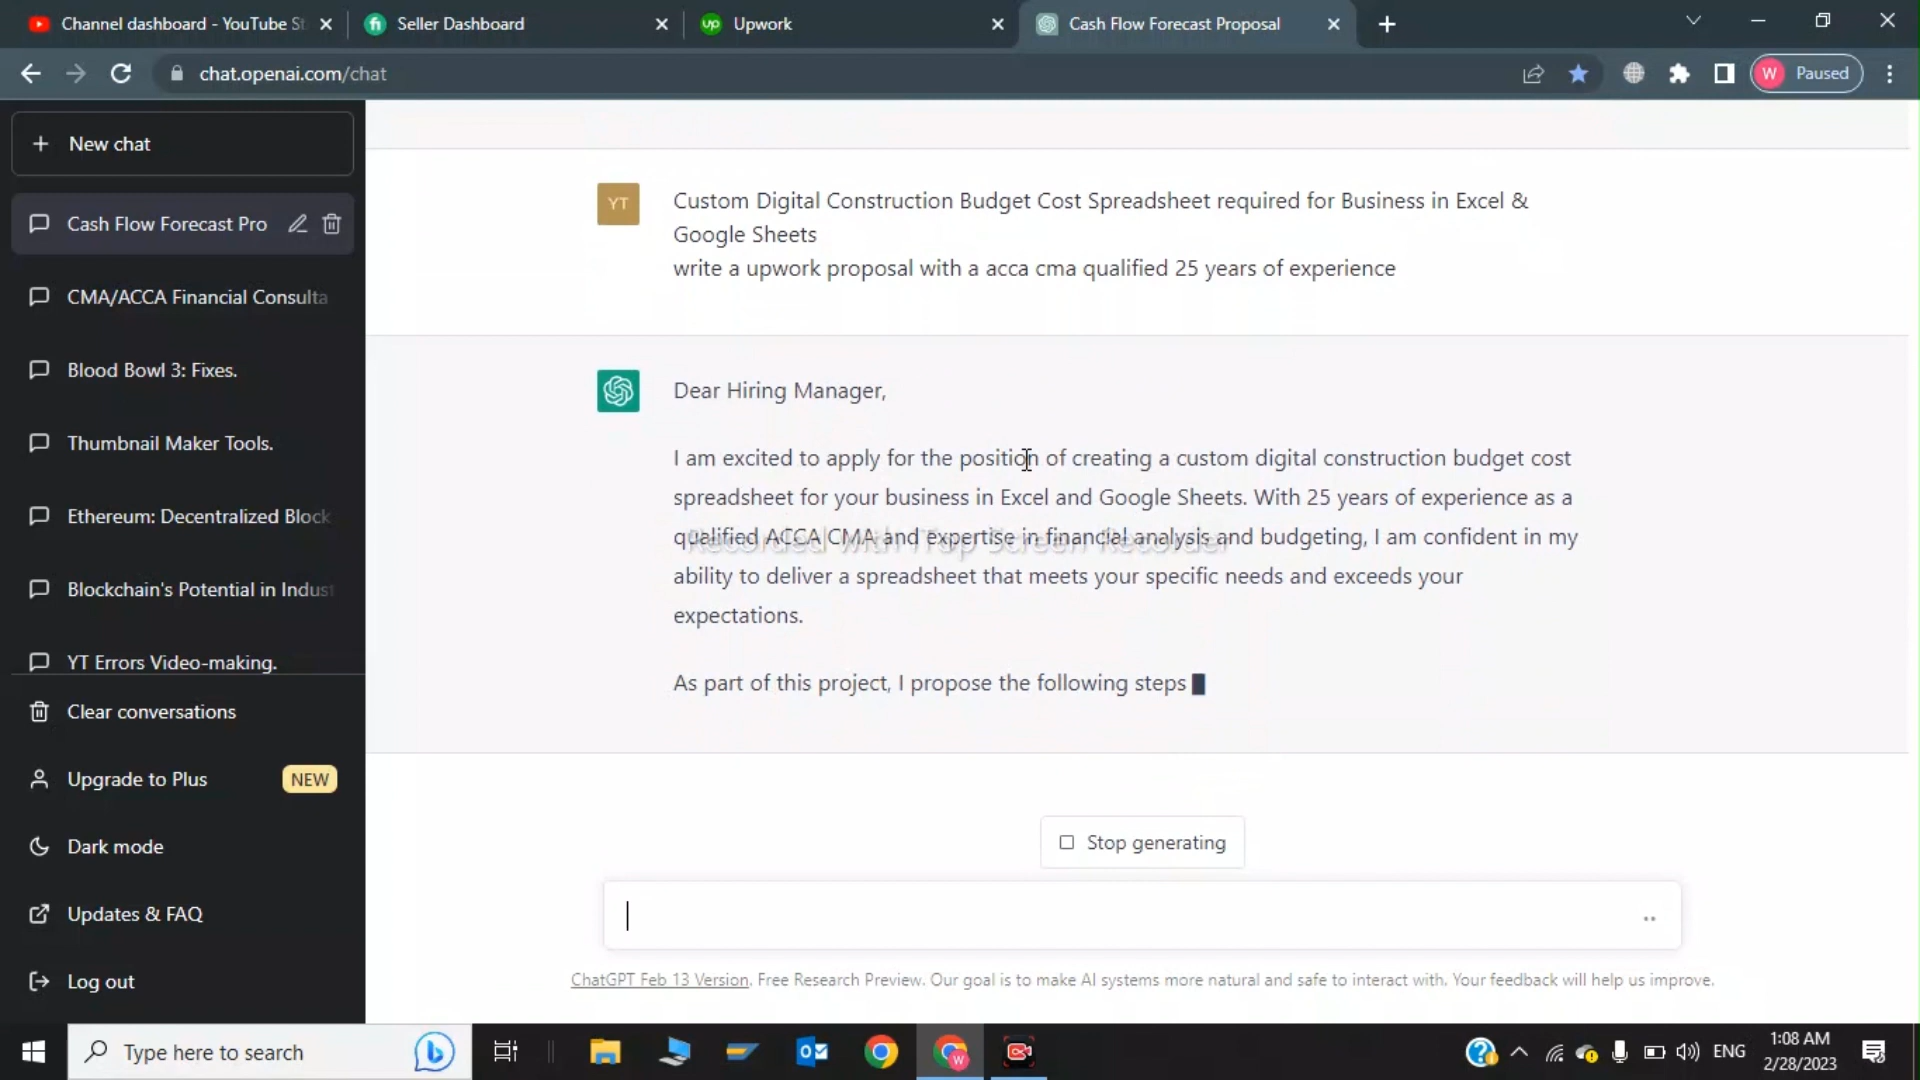 Channel dashboard - YouTube St
Seller Dashboard
Upwork
Cash Flow Forecast Proposal
chat.openai.com/chat
W Paused
New chat
Cash Flow Forecast Pro
CMA/ACCA Financial Consulta
Blood Bowl 3: Fixes.
Thumbnail Maker Tools.
Ethereum: Decentralized Block
Blockchain's Potential in Indust
YT Errors Video-making.
Clear conversations
Upgrade to Plus NEW
Dark mode
Updates & FAQ
Log out
YT
Custom Digital Construction Budget Cost Spreadsheet required for Business in Excel &
Google Sheets
write a upwork proposal with a acca cma qualified 25 years of experience
Dear Hiring Manager,
I am excited to apply for the position of creating a custom digital construction budget cost
spreadsheet for your business in Excel and Google Sheets. With 25 years of experience as a
qualified ACCA CMA and expertise in financial analysis and budgeting, I am confident in my
ability to deliver a spreadsheet that meets your specific needs and exceeds your
expectations.
Recorded with iTop Screen Recorder
As part of this project, I propose the following steps
Stop generating
ChatGPT Feb 13 Version. Free Research Preview. Our goal is to make AI systems more natural and safe to interact with. Your feedback will help us improve.
Type here to search
ENG
1:08 AM
2/28/2023